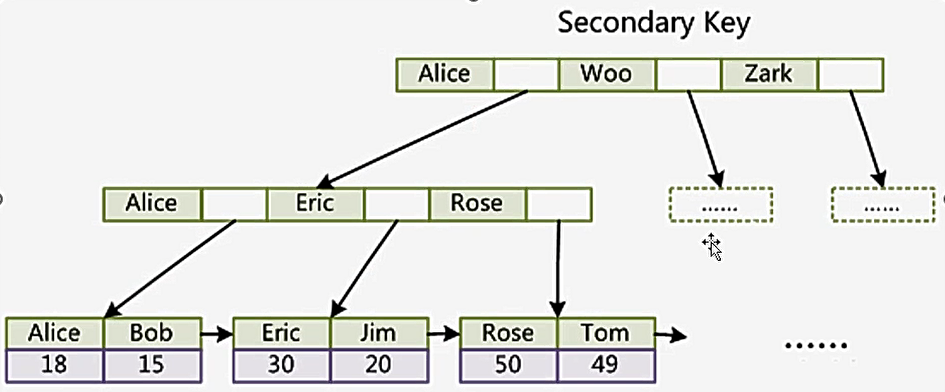 Secondary Key
Alice Woo Zark
Alice Eric Rose ...... ......
Alice Bob Eric Jim Rose Tom
18 15 30 20 50 49
......